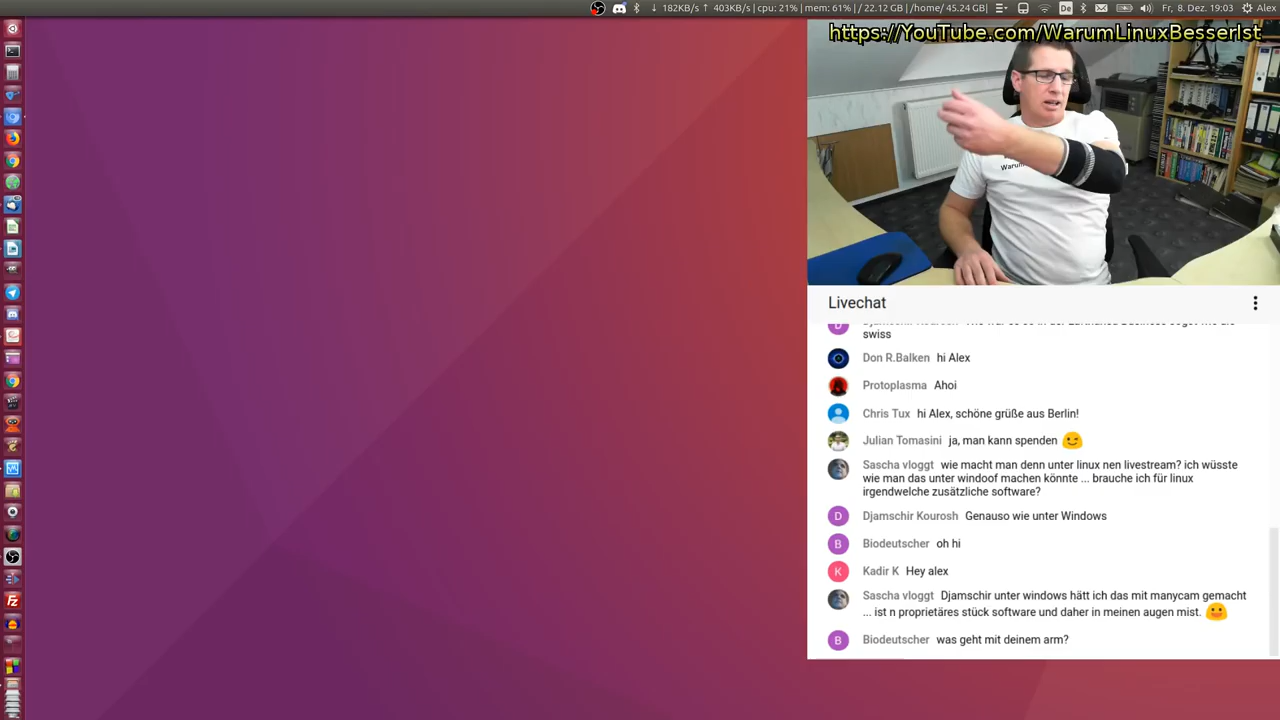 ↓ 182KB/s ↑ 403KB/s | cpu: 21% | mem: 61% | / 22.12 GB | /home/ 45.24 GB |
De
Fr, 8. Dez, 19:03
Alex
https://YouTube.com/WarumLinuxBesserIst
Warum
Livechat
Djamschir Kourosh
swiss
Don R.Balken hi Alex
Protoplasma Ahoi
Chris Tux hi Alex, schöne grüße aus Berlin!
Julian Tomasini ja, man kann spenden
Sascha vloggt wie macht man denn unter linux nen livestream? ich wüsste
wie man das unter windoof machen könnte ... brauche ich für linux
irgendwelche zusätzliche software?
D Djamschir Kourosh Genauso wie unter Windows
B Biodeutscher oh hi
K Kadir K Hey alex
Sascha vloggt Djamschir unter windows hätt ich das mit manycam gemacht
... ist n proprietäres stück software und daher in meinen augen mist.
B Biodeutscher was geht mit deinem arm?